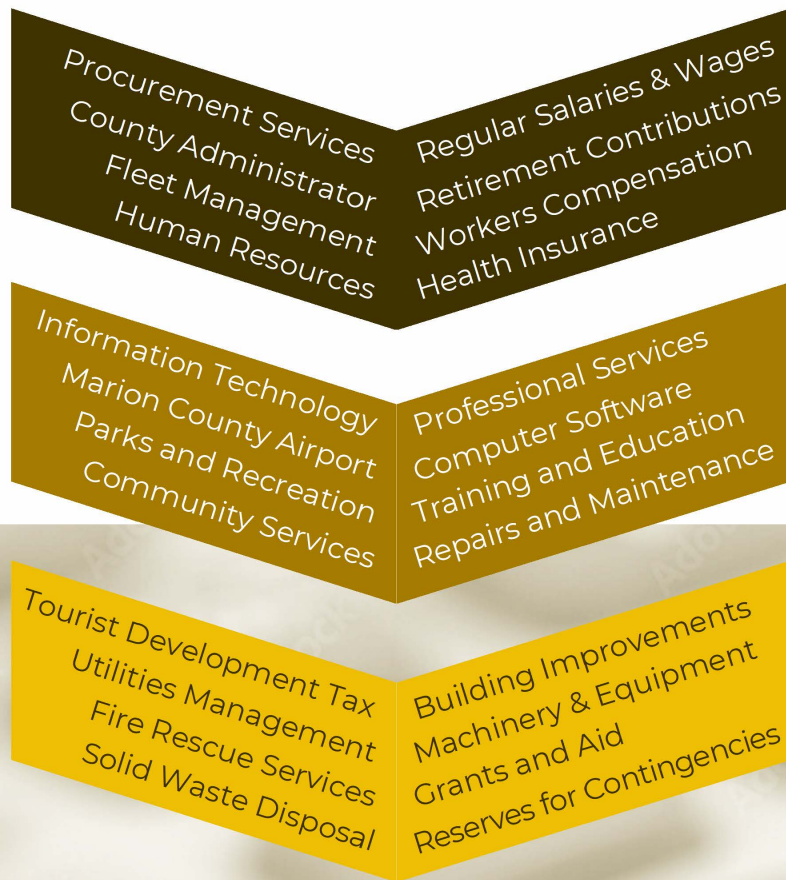 Procurement Services
County Administrator
Fleet Management
Human Resources
Regular Salaries & Wages
Retirement Contributions
Workers Compensation
Health Insurance
Information Technology
Marion County Airport
Parks and Recreation
Community Services
Professional Services
Computer Software
Training and Education
Repairs and Maintenance
Tourist Development Tax
Utilities Management
Fire Rescue Services
Solid Waste Disposal
Building Improvements
Machinery & Equipment
Grants and Aid
Reserves for Contingencies